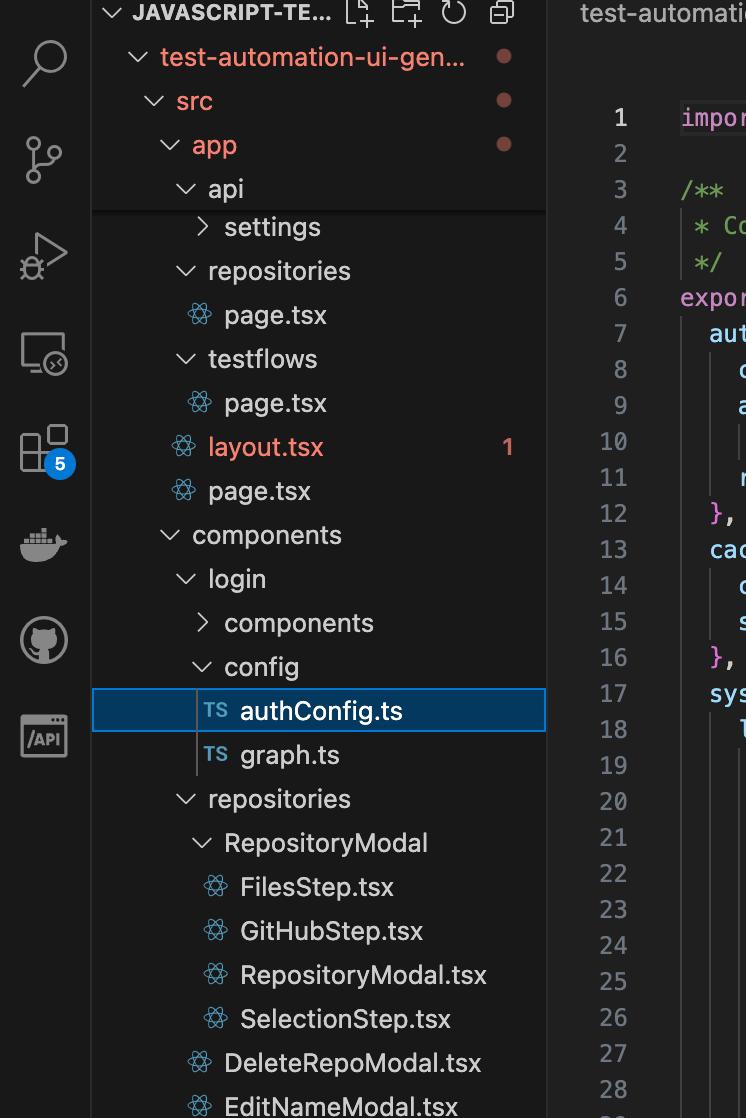 JAVASCRIPT-TE...
test-automati
test-automation-ui-gen...
src
app
api
settings
repositories
page.tsx
testflows
page.tsx
layout.tsx 1
page.tsx
components
login
components
config
TS authConfig.ts
TS graph.ts
repositories
RepositoryModal
FilesStep.tsx
GitHubStep.tsx
RepositoryModal.tsx
SelectionStep.tsx
DeleteRepoModal.tsx
EditNameModal.tsx
5
/API
1 impor
2
3 /**
4 * Co
5 */
6 expor
7 aut
8 c
9 a
10
11 r
12 },
13 cac
14 c
15 s
16 },
17 sys
18 l
19
20
21
22
23
24
25
26
27
28